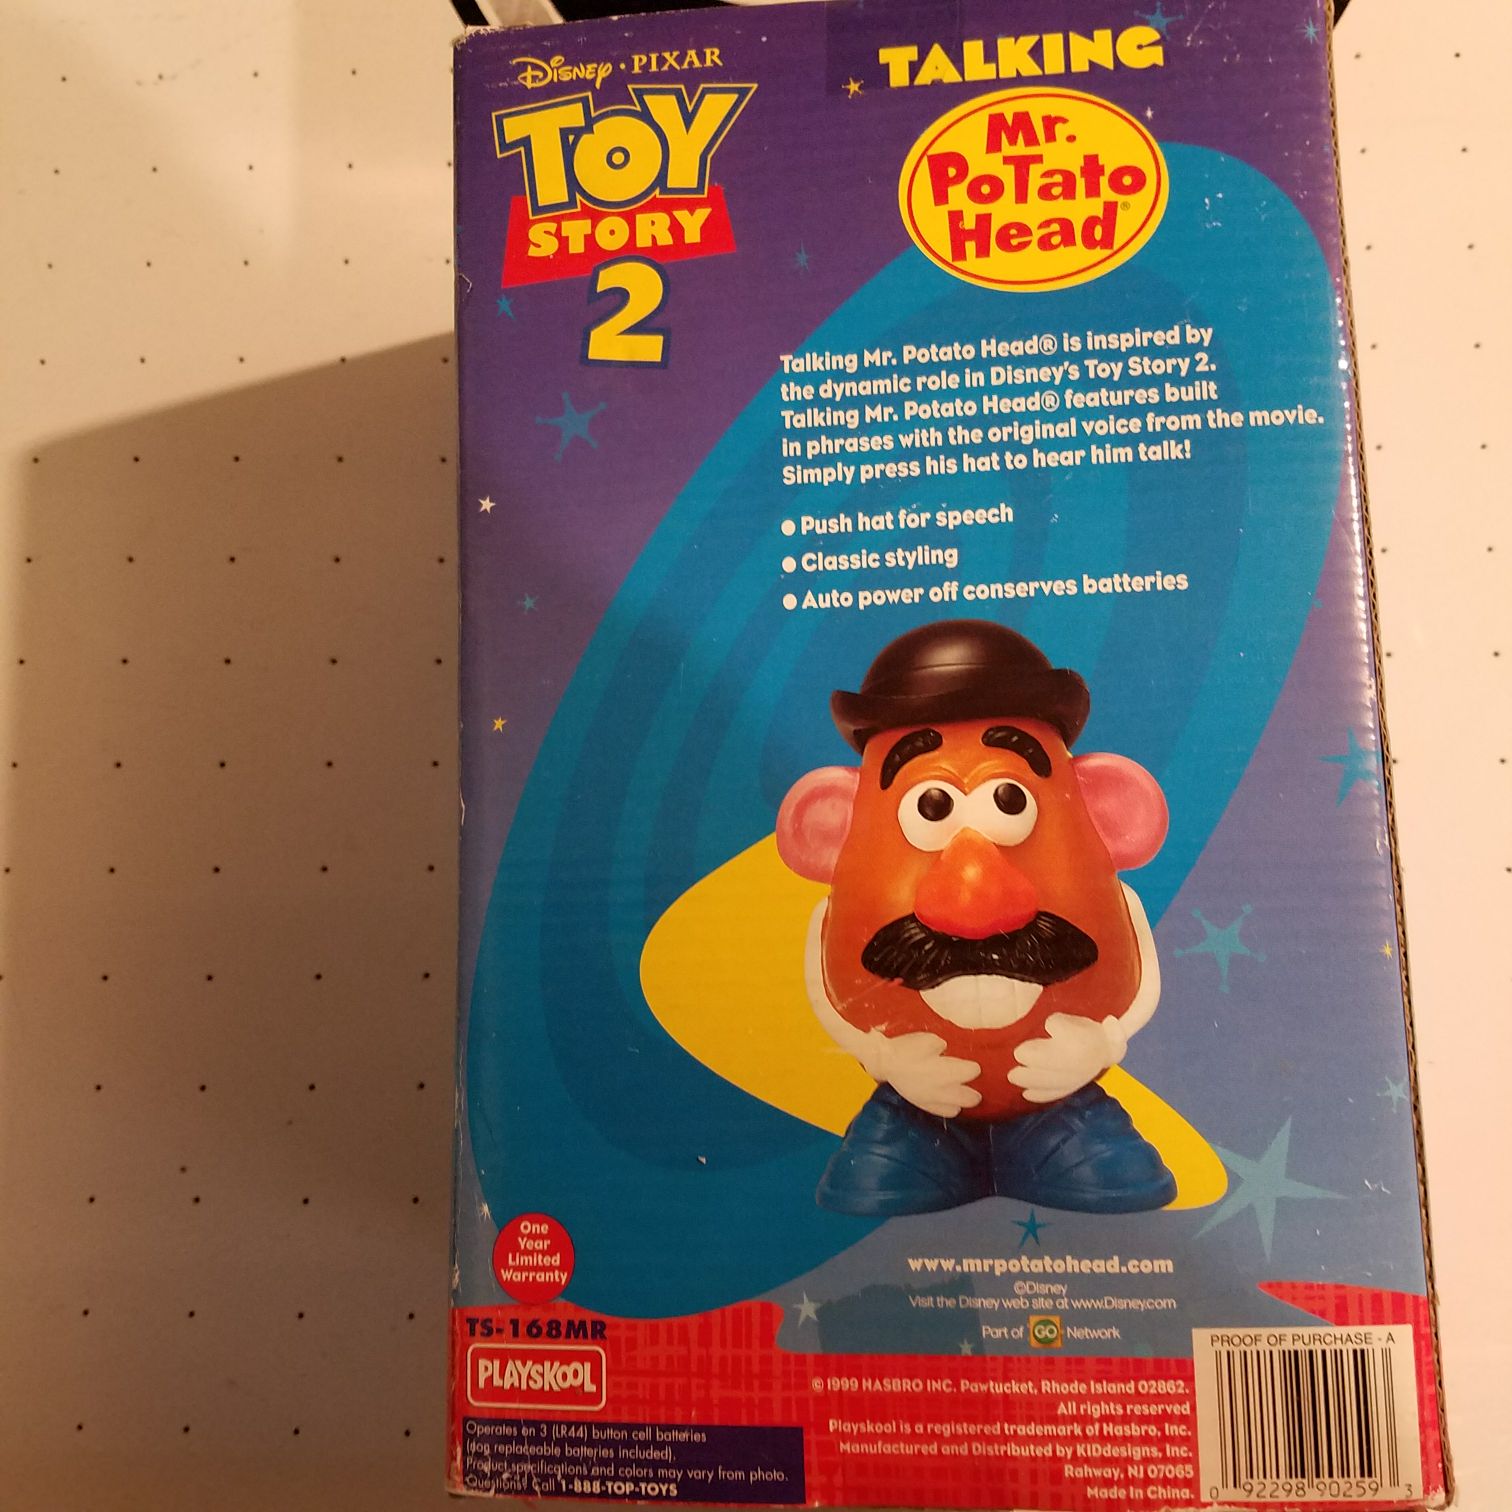 Disney · PIXAR
TOY
STORY
2
TALKING
Mr.
PoTato
Head®
Talking Mr. Potato Head® is inspired by
the dynamic role in Disney's Toy Story 2.
Talking Mr. Potato Head® features built
in phrases with the original voice from the movie.
Simply press his hat to hear him talk!
● Push hat for speech
● Classic styling
● Auto power off conserves batteries
One
Year
Limited
Warranty
TS-168MR
PLAYSKOOL
Operates on 3 (LR44) button cell batteries
(non replaceable batteries included).
Product specifications and colors may vary from photo.
Questions? Call 1-888-TOP-TOYS
www.mrpotatohead.com
©Disney
Visit the Disney web site at www.Disney.com
Part of GO Network
© 1999 HASBRO INC. Pawtucket, Rhode Island 02862.
All rights reserved
Playskool is a registered trademark of Hasbro, Inc.
Manufactured and Distributed by KIDdesigns, Inc.
Rahway, NJ 07065
Made In China.
PROOF OF PURCHASE - A
0 92298 90259 3